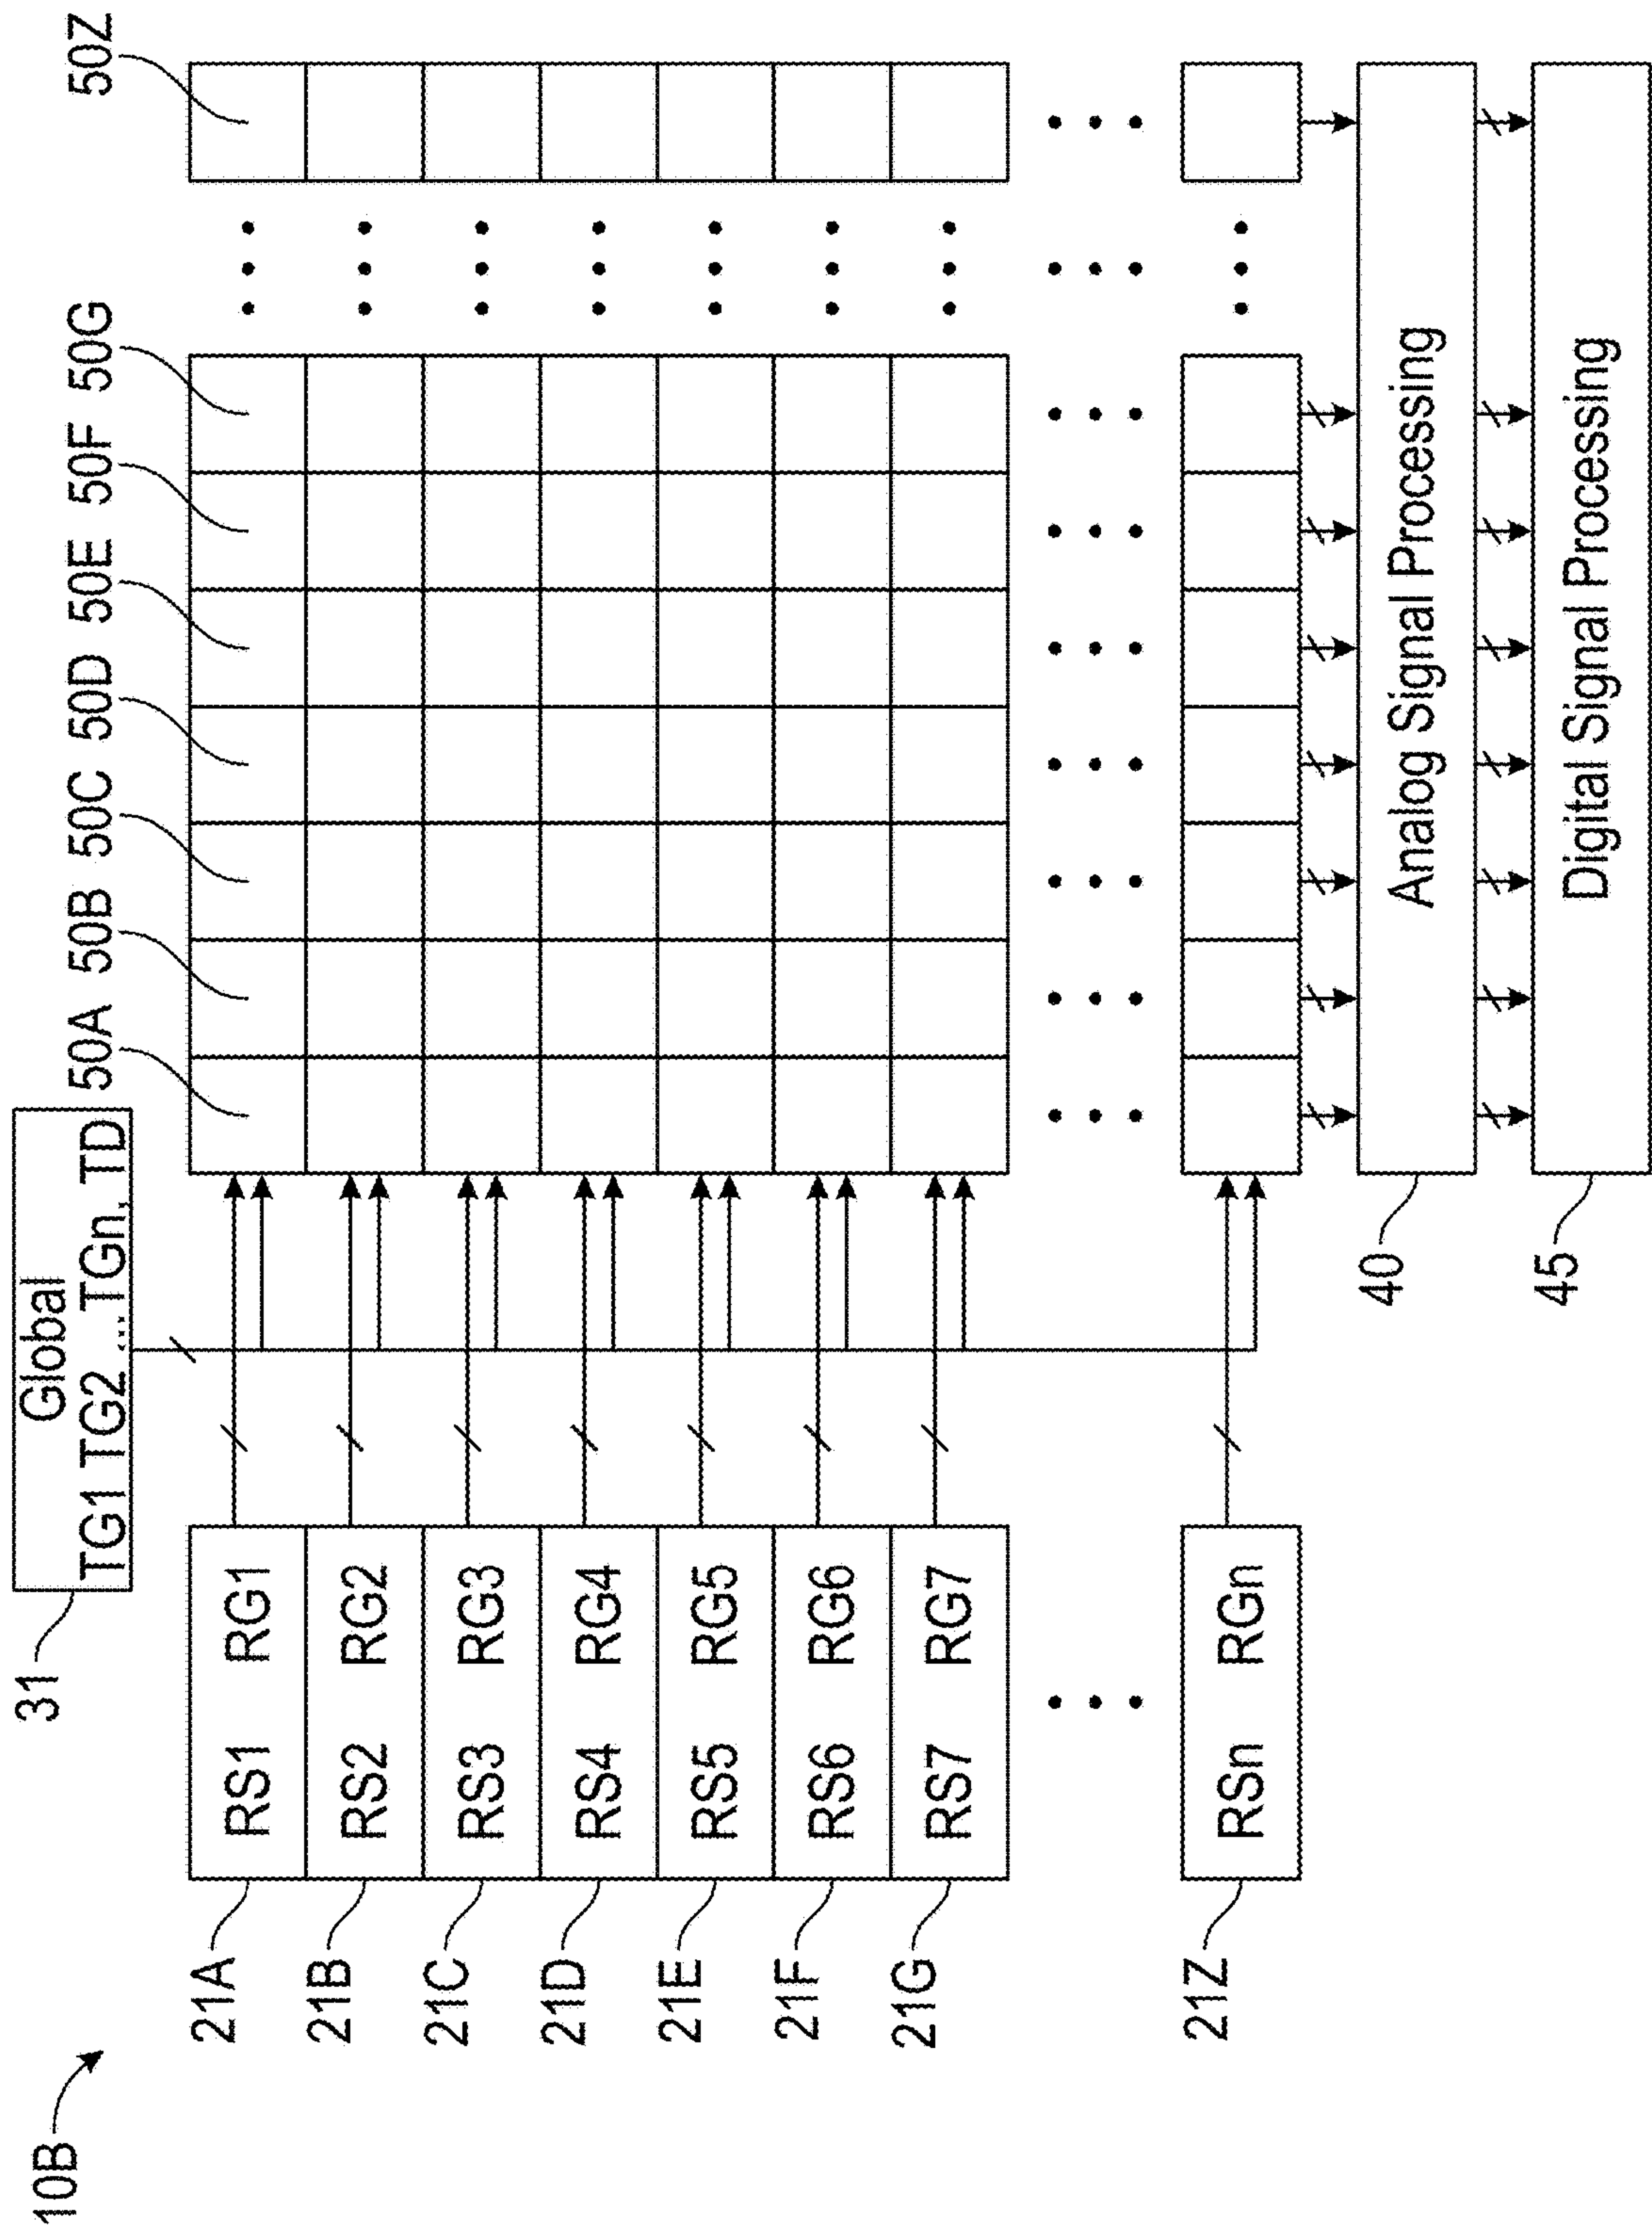 10B
31
Global
TG1 TG2 ....TGn, TD
50A 50B 50C 50D 50E 50F 50G 50Z
21A
RS1 RG1
21B
RS2 RG2
21C
RS3 RG3
21D
RS4 RG4
21E
RS5 RG5
21F
RS6 RG6
21G
RS7 RG7
21Z
RSn RGn
40
Analog Signal Processing
45
Digital Signal Processing